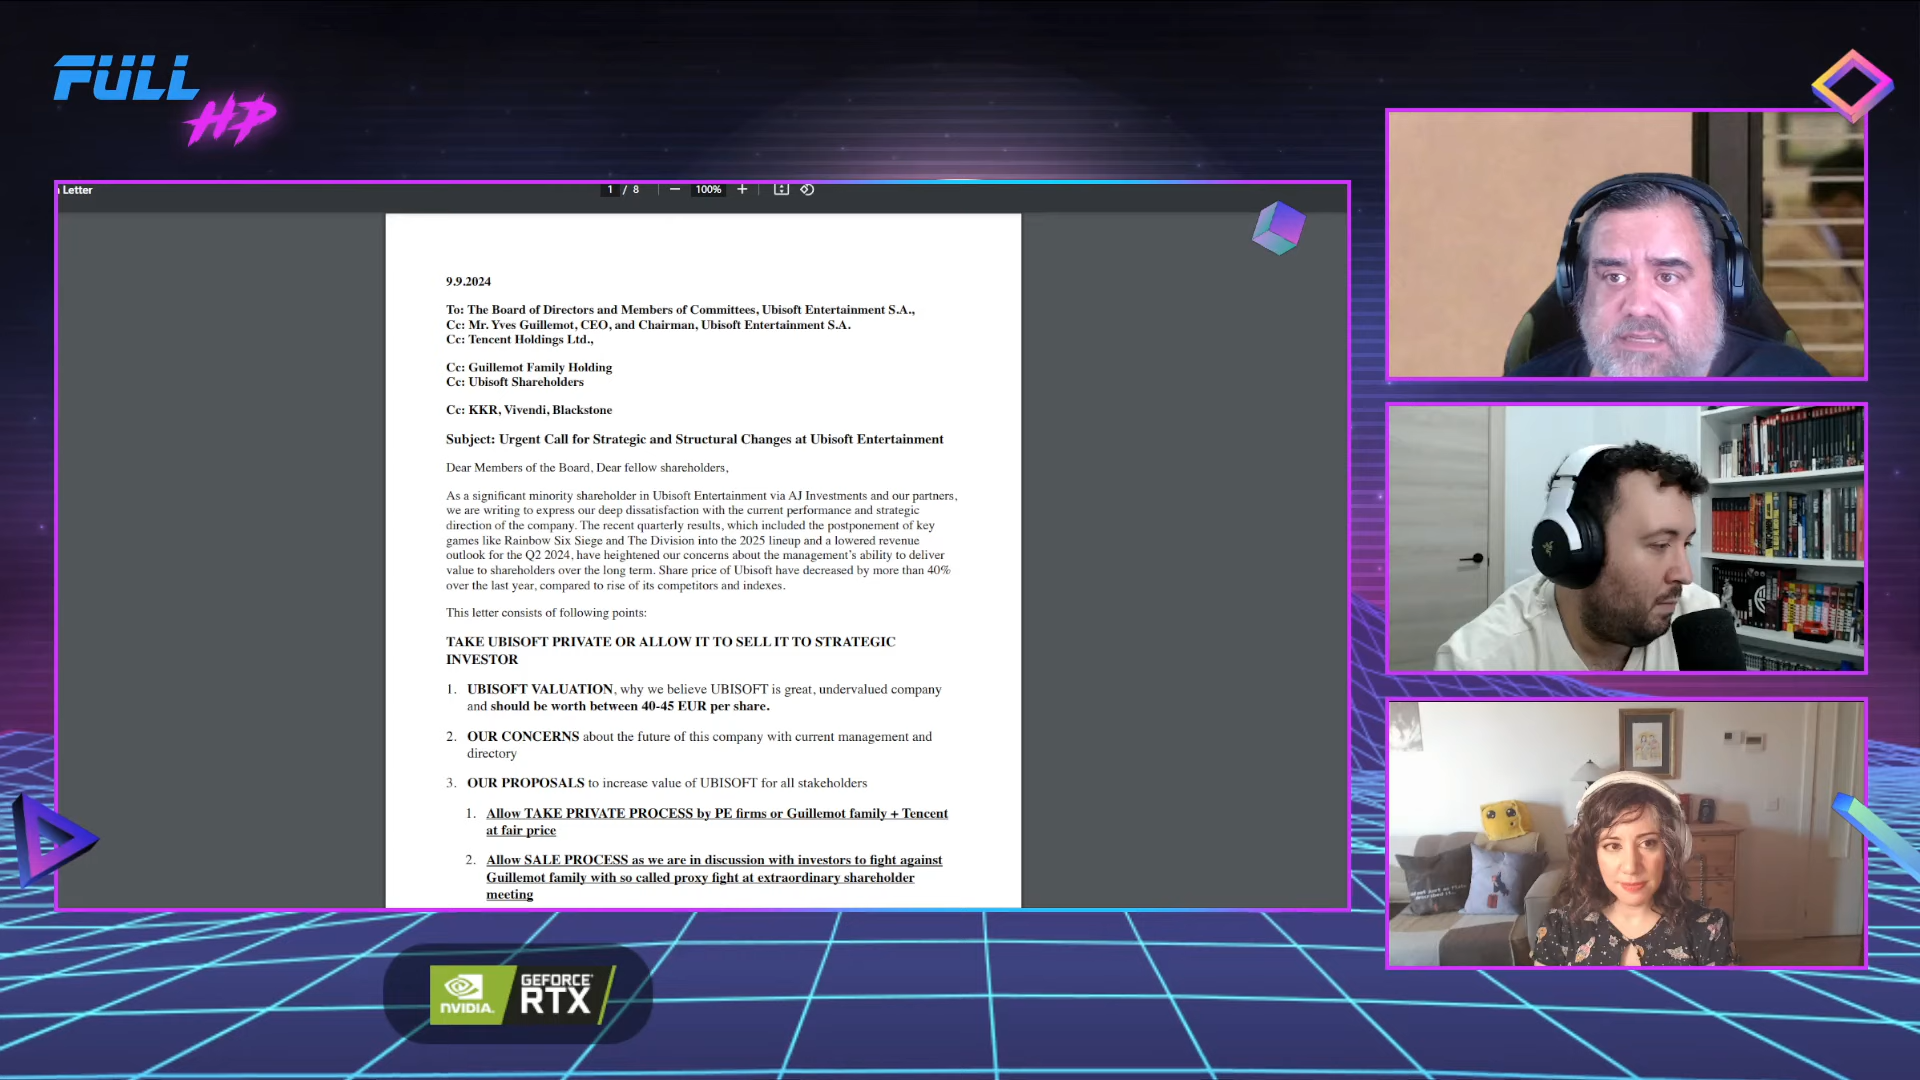 FULL
HP
Letter
1 / 8
100%
9.9.2024
To: The Board of Directors and Members of Committees, Ubisoft Entertainment S.A.,
Cc: Mr. Yves Guillemot, CEO, and Chairman, Ubisoft Entertainment S.A.
Cc: Tencent Holdings Ltd.,
Cc: Guillemot Family Holding
Cc: Ubisoft Shareholders
Cc: KKR, Vivendi, Blackstone
Subject: Urgent Call for Strategic and Structural Changes at Ubisoft Entertainment
Dear Members of the Board, Dear fellow shareholders,
As a significant minority shareholder in Ubisoft Entertainment via AJ Investments and our partners,
we are writing to express our deep dissatisfaction with the current performance and strategic
direction of the company. The recent quarterly results, which included the postponement of key
games like Rainbow Six Siege and The Division into the 2025 lineup and a lowered revenue
outlook for the Q2 2024, have heightened our concerns about the management's ability to deliver
value to shareholders over the long term. Share price of Ubisoft have decreased by more than 40%
over the last year, compared to rise of its competitors and indexes.
This letter consists of following points:
TAKE UBISOFT PRIVATE OR ALLOW IT TO SELL IT TO STRATEGIC
INVESTOR
1. UBISOFT VALUATION, why we believe UBISOFT is great, undervalued company
and should be worth between 40-45 EUR per share.
2. OUR CONCERNS about the future of this company with current management and
directory
3. OUR PROPOSALS to increase value of UBISOFT for all stakeholders
1. Allow TAKE PRIVATE PROCESS by PE firms or Guillemot family + Tencent
at fair price
2. Allow SALE PROCESS as we are in discussion with investors to fight against
Guillemot family with so called proxy fight at extraordinary shareholder
meeting
NVIDIA.
GEFORCE
RTX